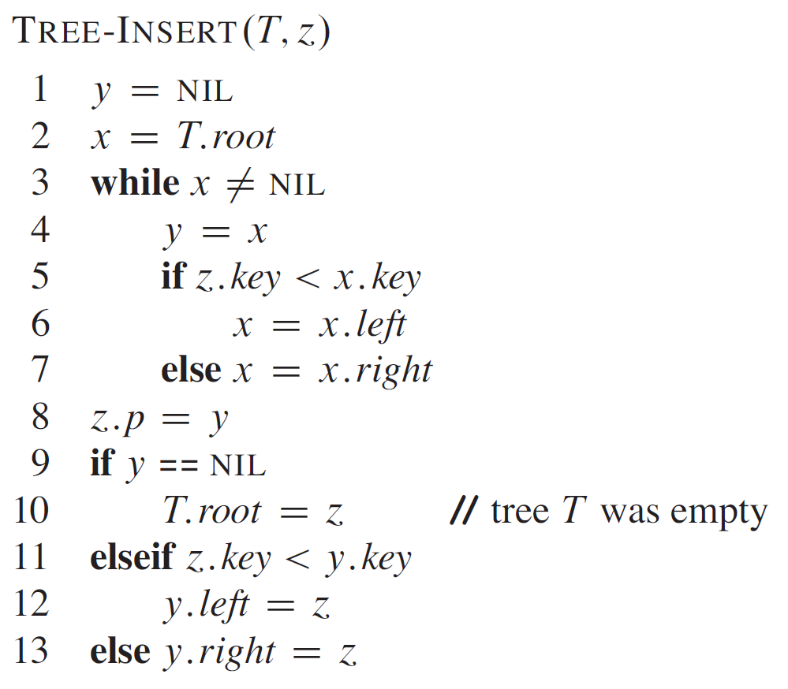 TREE-INSERT(T, z)
1 y = NIL
2 x = T.root
3 while x ≠ NIL
4 y = x
5 if z.key < x.key
6 x = x.left
7 else x = x.right
8 z.p = y
9 if y == NIL
10 T.root = z // tree T was empty
11 elseif z.key < y.key
12 y.left = z
13 else y.right = z